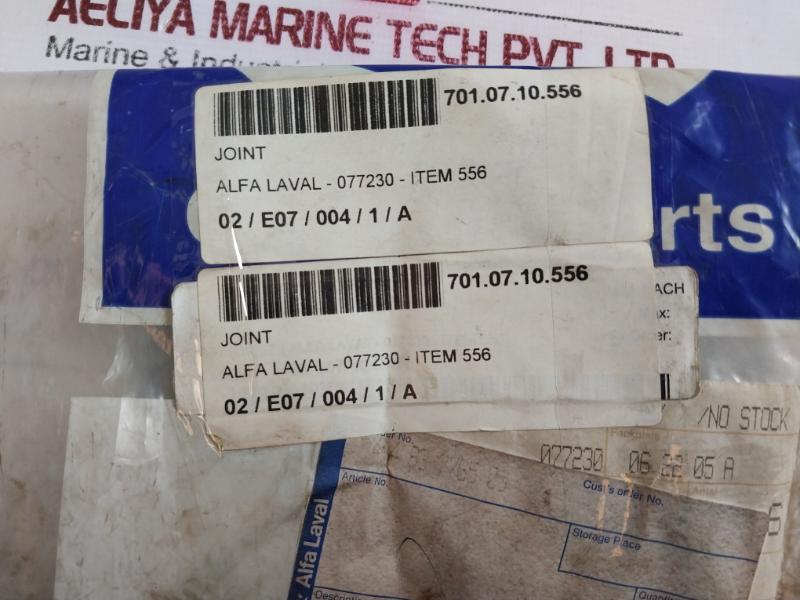 AELIYA MARINE TECH PVT. LTD
Marine &
701.07.10.556
JOINT
ALFA LAVAL - 077230 - ITEM 556
02 / E07 / 004 / 1 / A
rts
701.07.10.556
JOINT
ALFA LAVAL - 077230 - ITEM 556
02 / E07 / 004 / 1 / A
ACH
/NO STOCK
077230 06 22 05 A
Article No.
Cust's order No.
Storage Place
Alfa Laval